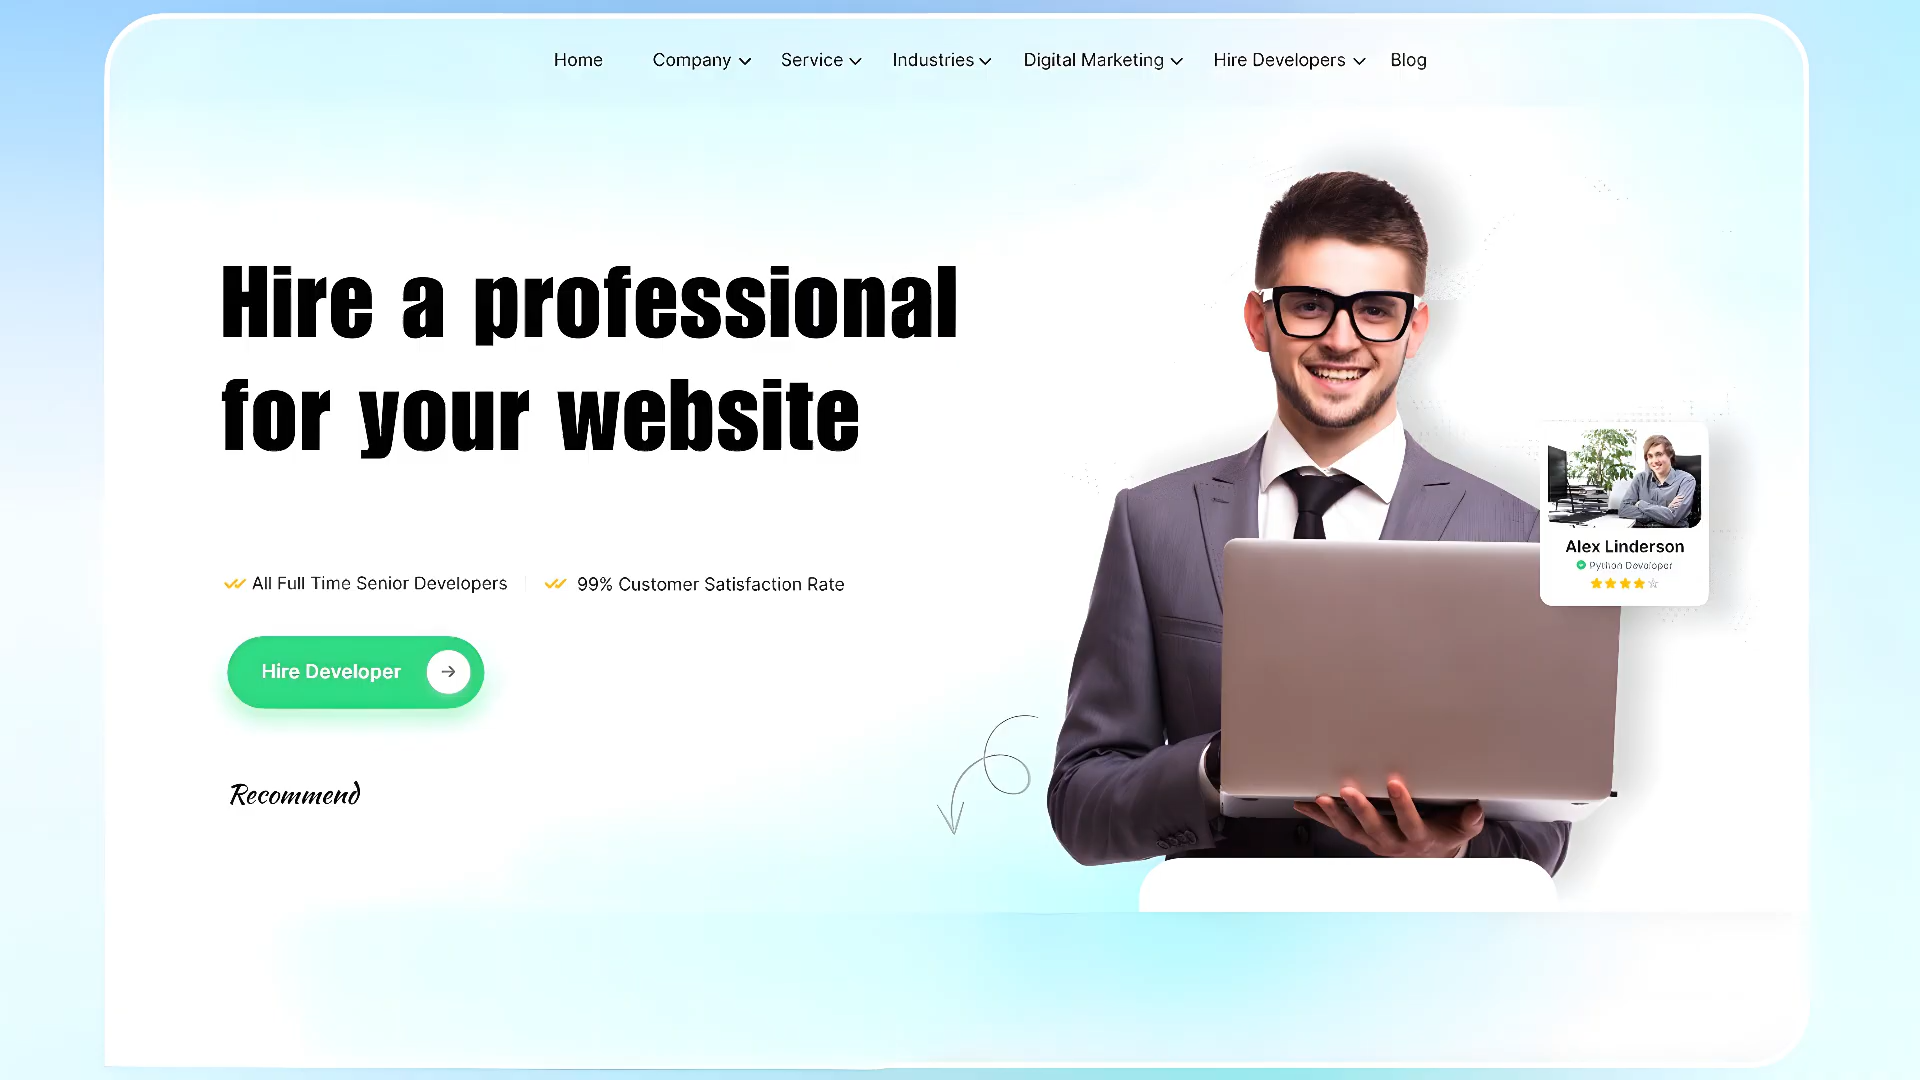 Home Company Service Industries Digital Marketing Hire Developers Blog
Hire a professional
for your website
All Full Time Senior Developers 99% Customer Satisfaction Rate
Hire Developer
Recommend
Alex Linderson
Python Developer